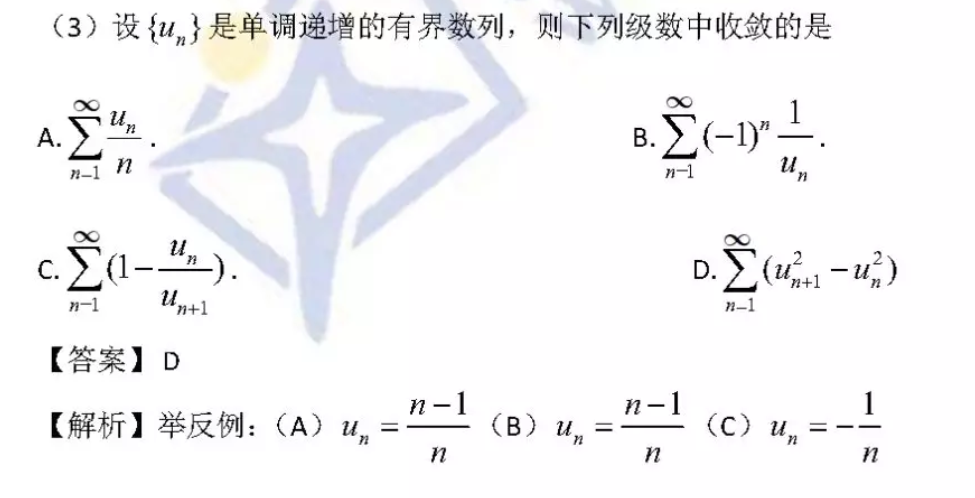 （3）设{u_n}是单调递增的有界数列，则下列级数中收敛的是
A. \sum_{n-1}^{\infty} \frac{u_n}{n}. B. \sum_{n-1}^{\infty} (-1)^n \frac{1}{u_n}.
C. \sum_{n-1}^{\infty} (1-\frac{u_n}{u_{n+1}}). D. \sum_{n-1}^{\infty} (u_{n+1}^2 - u_n^2)
【答案】D
【解析】举反例：（A）u_n = \frac{n-1}{n}（B）u_n = \frac{n-1}{n}（C）u_n = -\frac{1}{n}